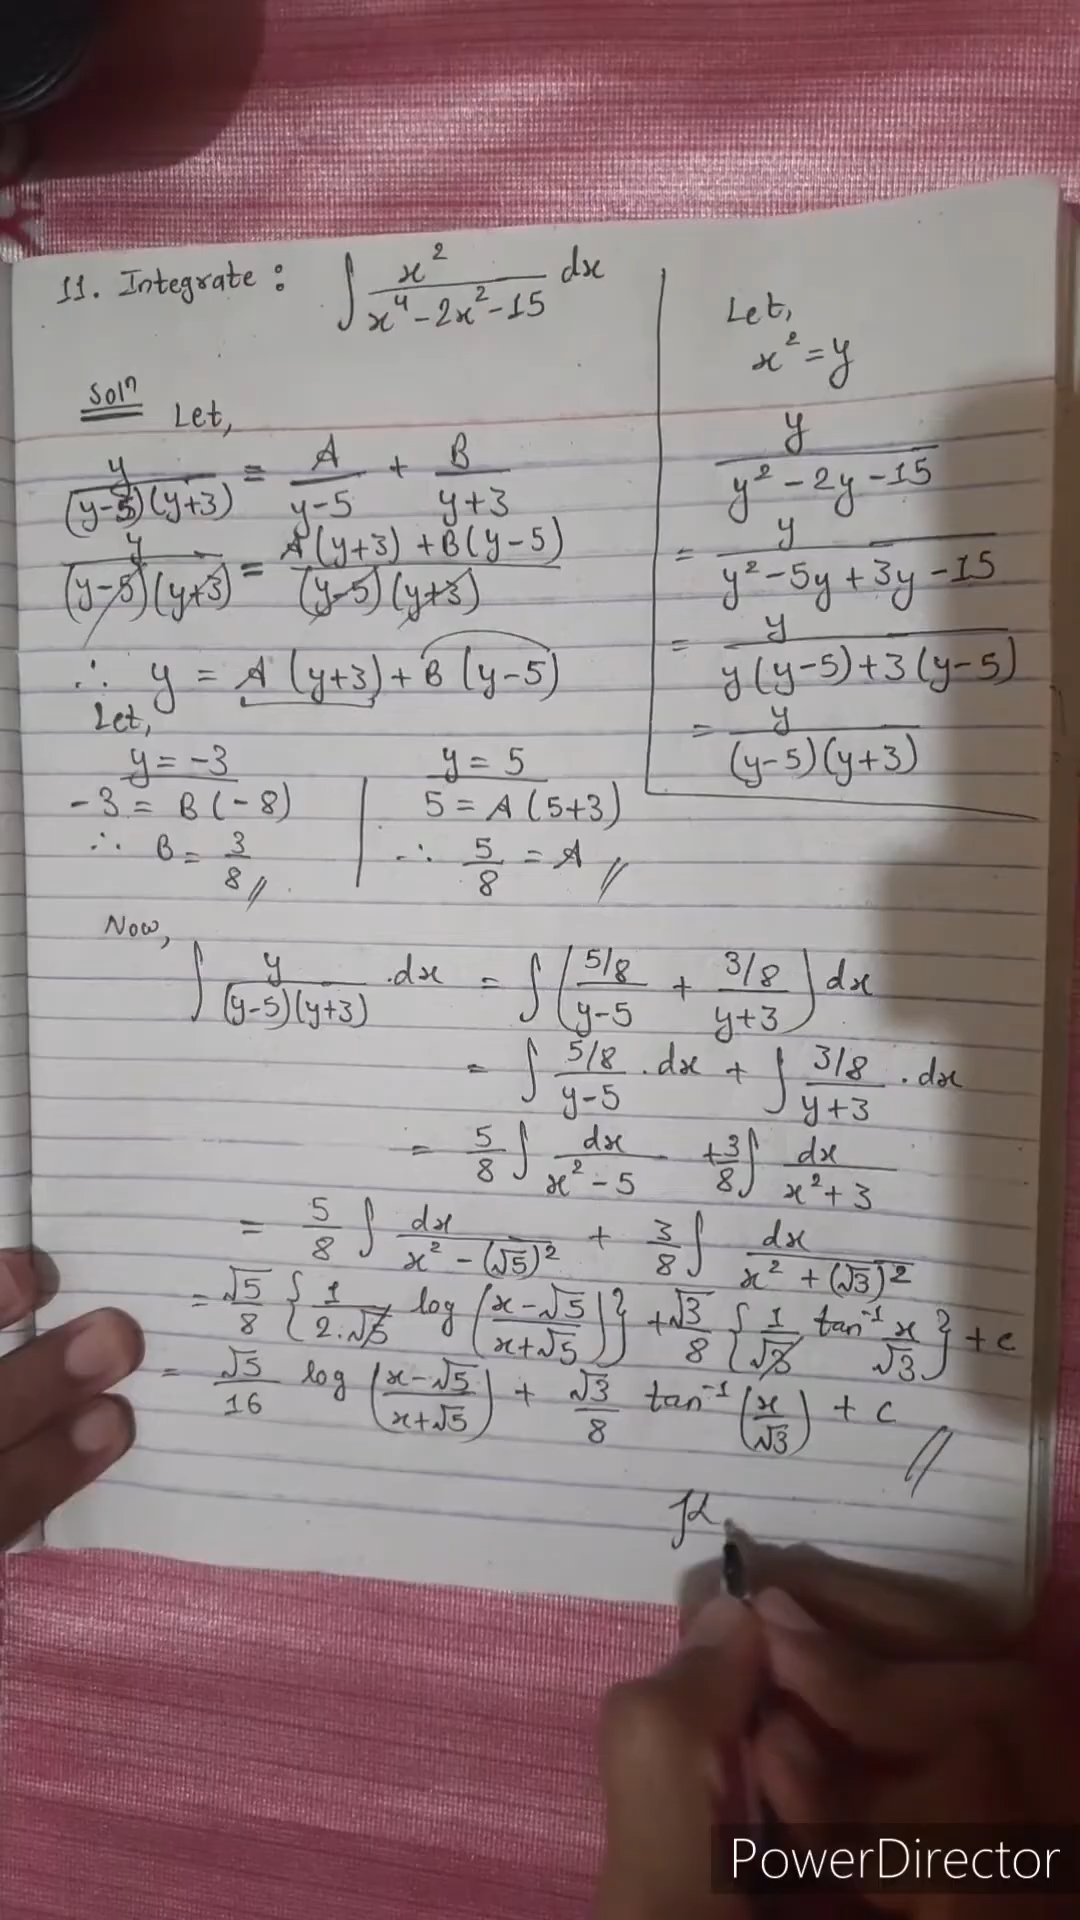 11. Integrate : ∫ x²/(x⁴-2x²-15) dx
Let,
x² = y
y/(y²-2y-15)
= y/(y²-5y+3y-15)
= y/(y(y-5)+3(y-5))
= y/((y-5)(y+3))
Solⁿ Let,
y/((y-5)(y+3)) = A/(y-5) + B/(y+3)
y/((y-5)(y+3)) = (A(y+3)+B(y-5))/((y-5)(y+3))
∴ y = A(y+3)+B(y-5)
Let,
y = -3
-3 = B(-8)
∴ B = 3/8 //
y = 5
5 = A(5+3)
∴ 5/8 = A //
Now,
∫ y/((y-5)(y+3)) .dx = ∫ ((5/8)/(y-5) + (3/8)/(y+3)) dx
= ∫ (5/8)/(y-5) .dx + ∫ (3/8)/(y+3) .dx
= 5/8 ∫ dx/(x²-5) + 3/8 ∫ dx/(x²+3)
= 5/8 ∫ dx/(x²-(√5)²) + 3/8 ∫ dx/(x²+(√3)²)
= √5/8 {1/(2.√5) log ((x-√5)/(x+√5))} + √3/8 {1/√3 tan⁻¹ x/√3} + c
= √5/16 log ((x-√5)/(x+√5)) + √3/8 tan⁻¹ (x/√3) + c //
PowerDirector